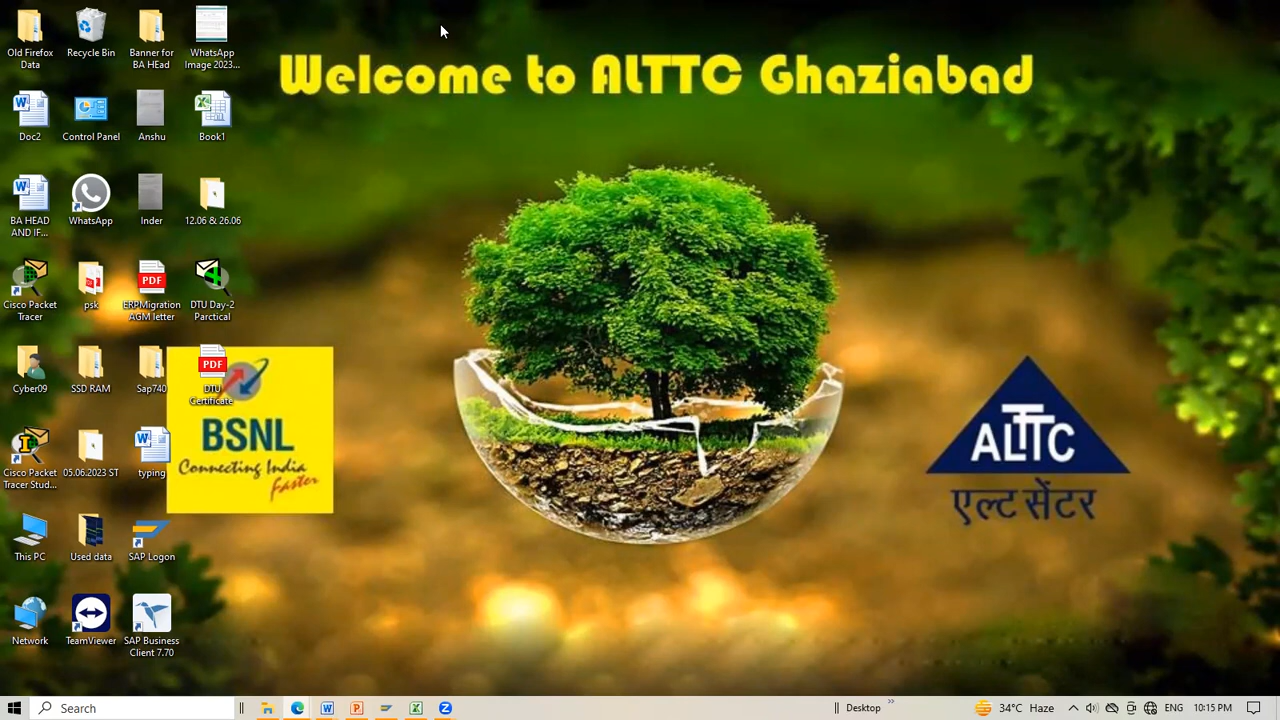 Old Firefox
Data
Recycle Bin
Banner for
BA HEad
WhatsApp
Image 2023...
Welcome to ALTTC Ghaziabad
Doc2
Control Panel
Anshu
Book1
BA HEAD
AND IF...
WhatsApp
Inder
12.06 & 26.06
Cisco Packet
Tracer
psk
PDF
ERPMigration
AGM letter
DTU Day-2
Parctical
Cyber09
SSD RAM
Sap740
PDF
DTU
Certificate
BSNL
Connecting India
Faster
ALTTC
एल्ट सेंटर
Cisco Packet
Tracer Stud...
05.06.2023 ST
typing
This PC
Used data
SAP Logon
Network
TeamViewer
SAP Business
Client 7.70
Search
Desktop
34°C Haze
ENG
10:15 PM